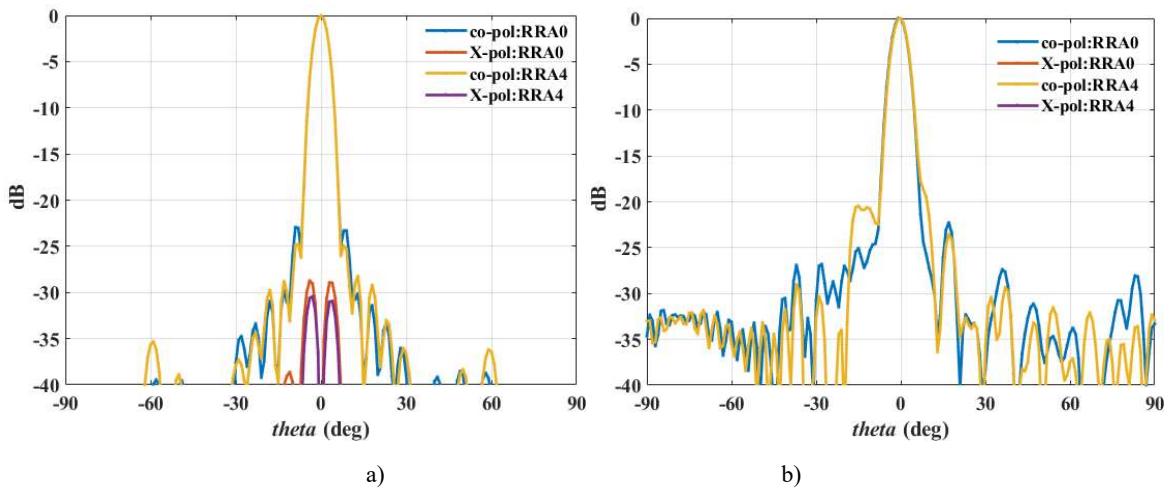 0
-5
-10
-15
-20
-25
-30
-35
-40
dB
co-pol:RRA0
X-pol:RRA0
co-pol:RRA4
X-pol:RRA4
-90 -60 -30 0 30 60 90
theta (deg)
a)
0
-5
-10
-15
-20
-25
-30
-35
-40
dB
co-pol:RRA0
X-pol:RRA0
co-pol:RRA4
X-pol:RRA4
-90 -60 -30 0 30 60 90
theta (deg)
b)